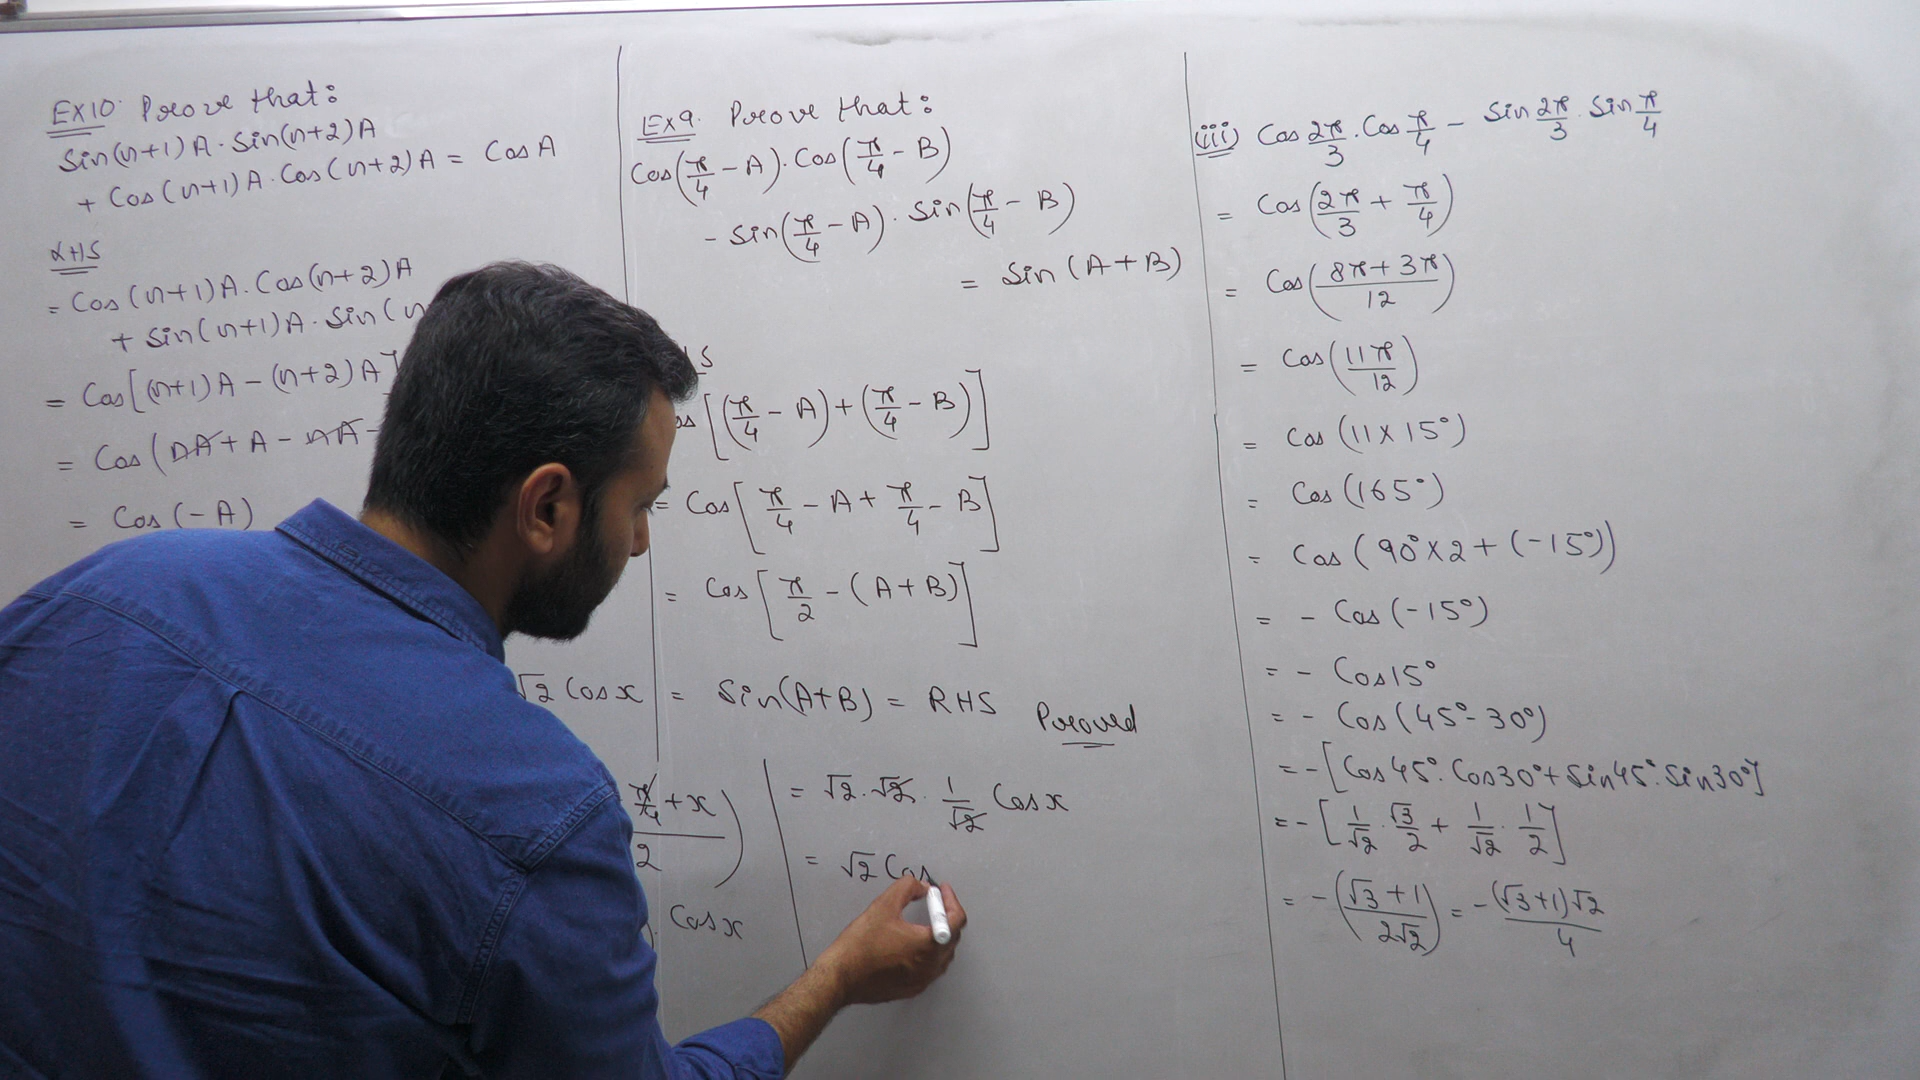 EX10. Prove that:
Sin(n+1)A · Sin(n+2)A
+ Cos(n+1)A · Cos(n+2)A = Cos A
LHS
= Cos(n+1)A · Cos(n+2)A
+ Sin(n+1)A · Sin(n
= Cos[(n+1)A - (n+2)A]
= Cos(nA + A - nA -
= Cos(-A)
EX9. Prove that:
Cos(π/4 - A) · Cos(π/4 - B)
- Sin(π/4 - A) · Sin(π/4 - B)
= Sin(A+B)
S
[(π/4 - A) + (π/4 - B)]
= Cos[π/4 - A + π/4 - B]
= Cos[π/2 - (A+B)]
= Sin(A+B) = RHS Proved
√2 Cos x
π/4 + x)
2
Cos x
= √2 · √2 · 1/√2 Cos x
= √2 Cos
(iii) Cos 2π/3 · Cos π/4 - Sin 2π/3 · Sin π/4
= Cos(2π/3 + π/4)
= Cos((8π + 3π)/12)
= Cos(11π/12)
= Cos(11×15°)
= Cos(165°)
= Cos(90°×2 + (-15°))
= - Cos(-15°)
= - Cos15°
= - Cos(45° - 30°)
= -[Cos45° · Cos30° + Sin45° · Sin30°]
= -[1/√2 · √3/2 + 1/√2 · 1/2]
= -((√3+1)/2√2) = -(√3+1)√2/4